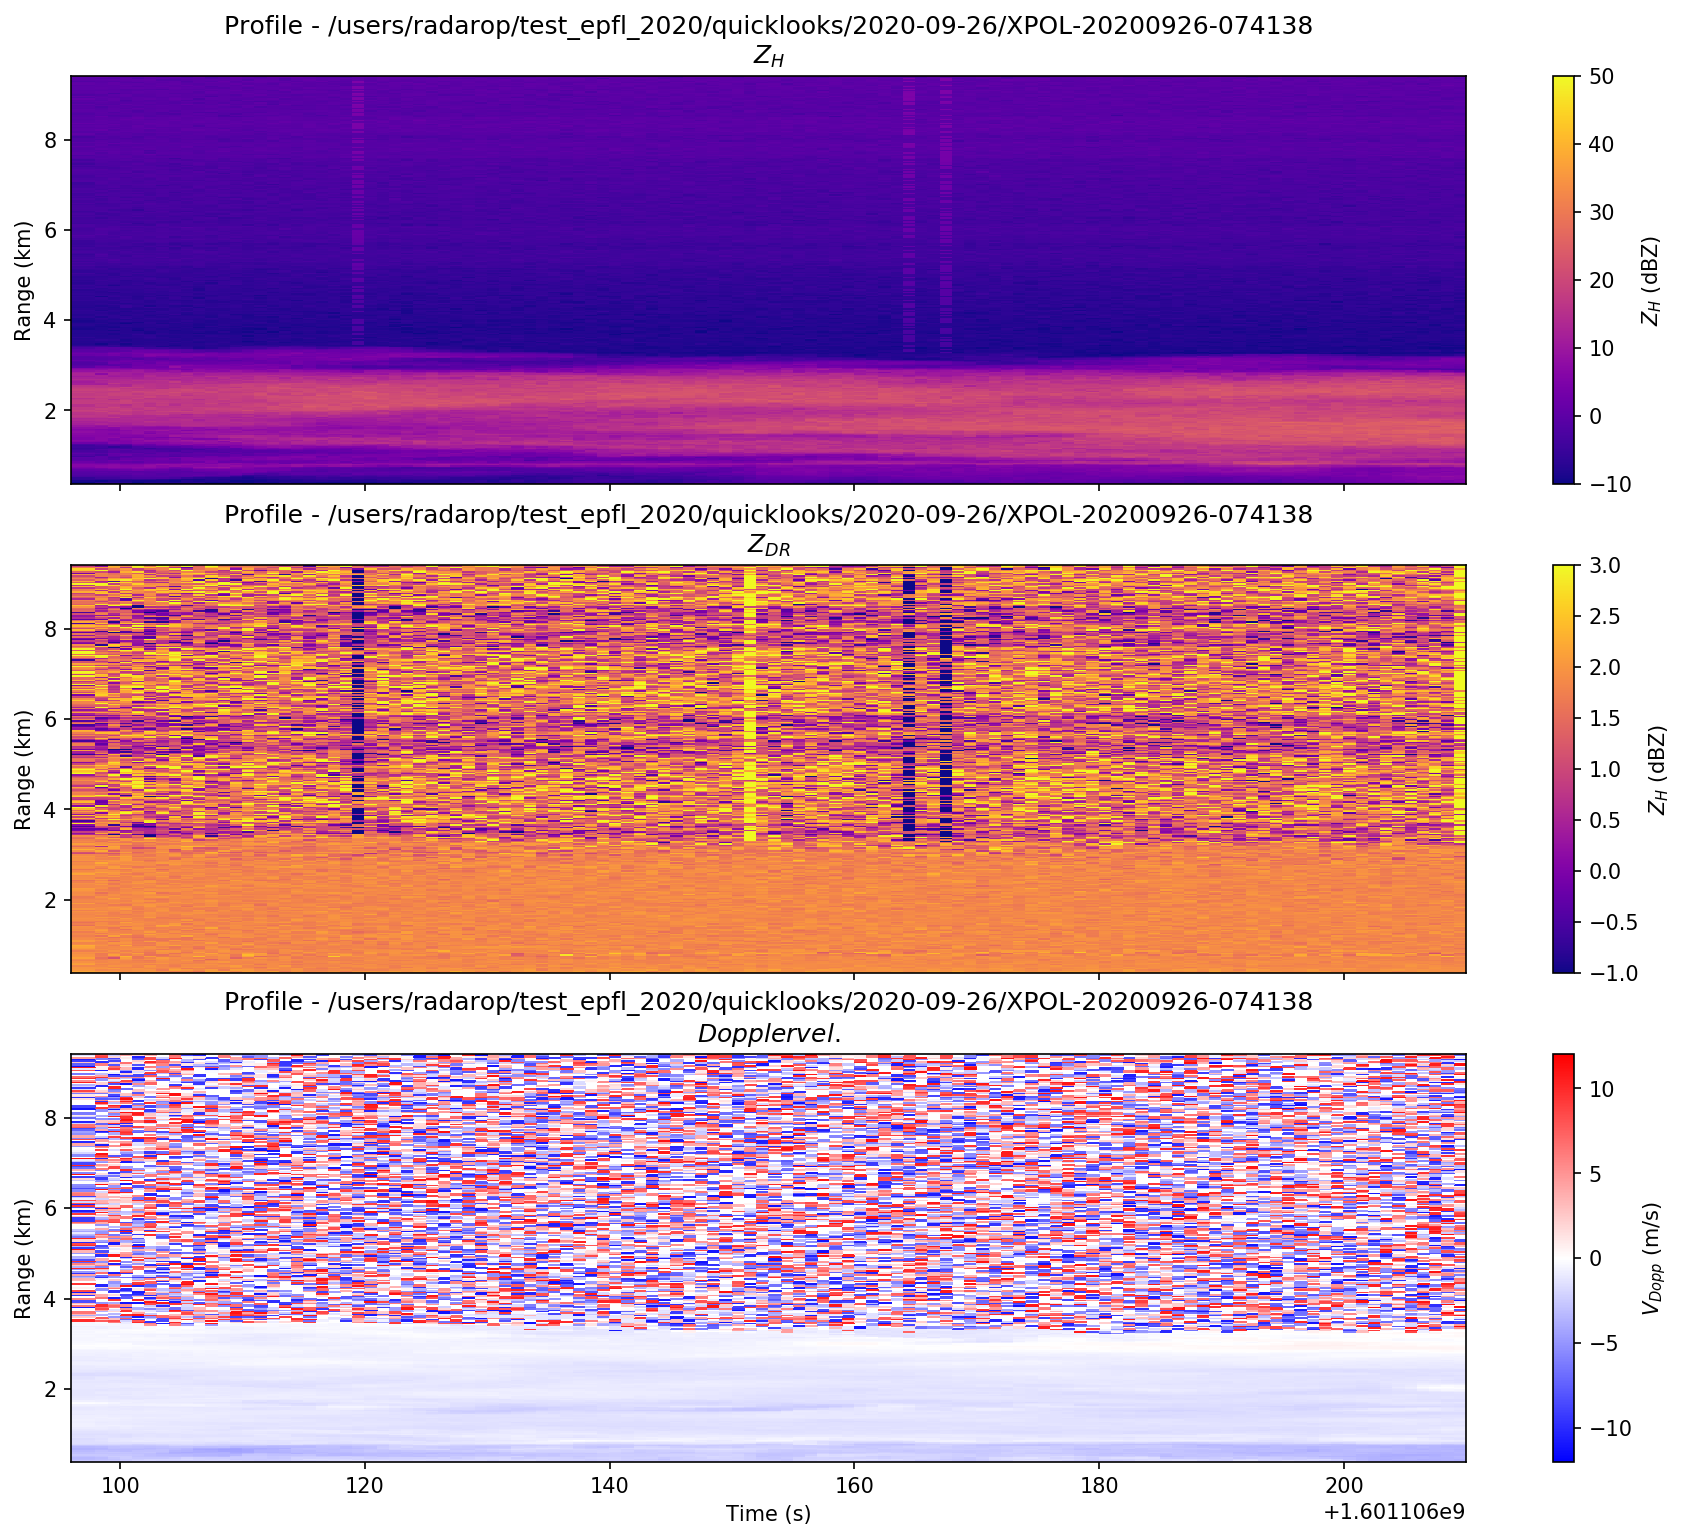 Profile - /users/radarop/test_epfl_2020/quicklooks/2020-09-26/XPOL-20200926-074138
Z_H
50
40
30
20
10
0
−10
Z_H (dBZ)
8
6
4
2
Range (km)
Profile - /users/radarop/test_epfl_2020/quicklooks/2020-09-26/XPOL-20200926-074138
Z_DR
3.0
2.5
2.0
1.5
1.0
0.5
0.0
−0.5
−1.0
Z_H (dBZ)
8
6
4
2
Range (km)
Profile - /users/radarop/test_epfl_2020/quicklooks/2020-09-26/XPOL-20200926-074138
Dopplervel.
10
5
0
−5
−10
V_Dopp (m/s)
8
6
4
2
Range (km)
100 120 140 160 180 200
Time (s)
+1.601106e9